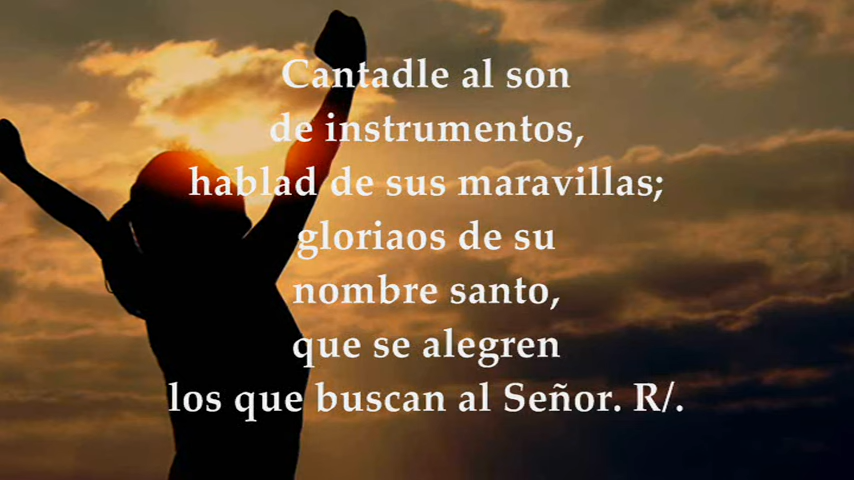 Cantadle al son
de instrumentos,
hablad de sus maravillas;
gloriaos de su
nombre santo,
que se alegren
los que buscan al Señor. R/.